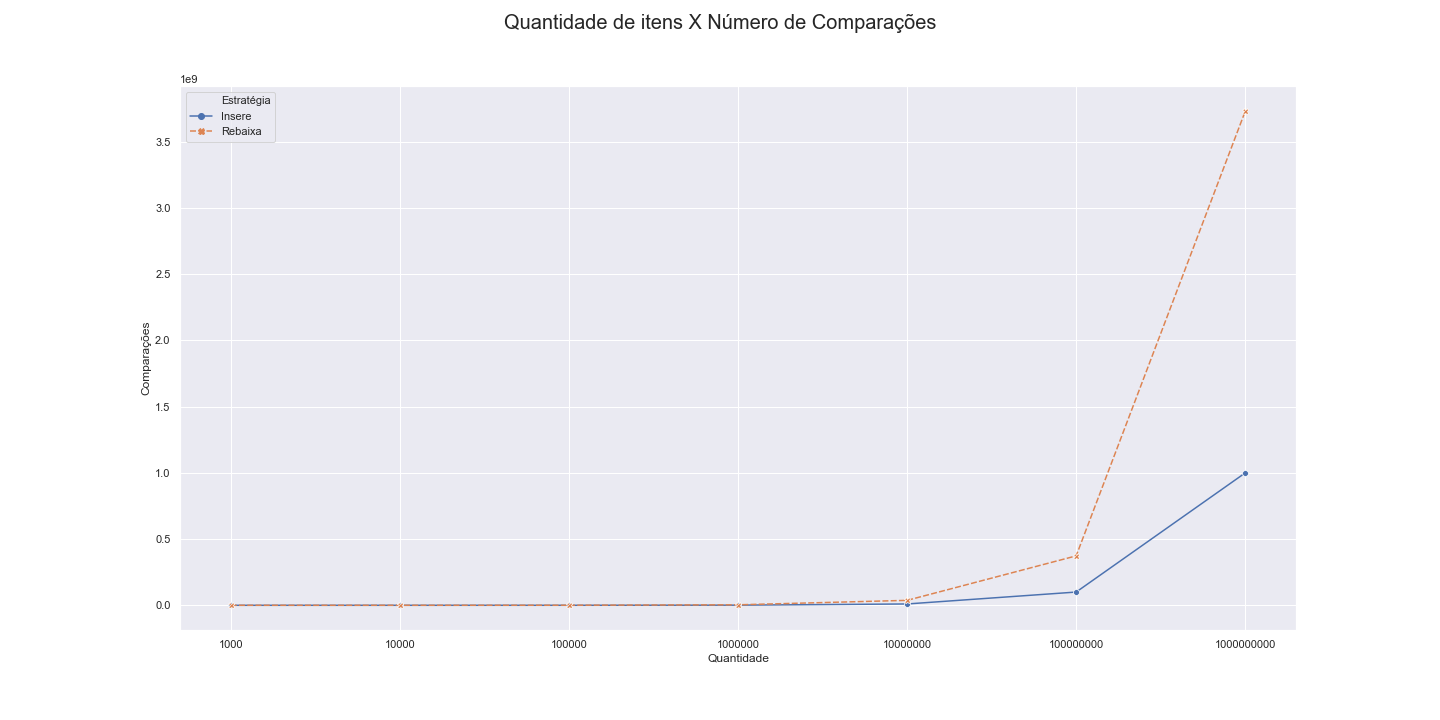 Quantidade de itens X Número de Comparações
1e9
Estratégia
Insere
Rebaixa
3.5
3.0
2.5
2.0
1.5
1.0
0.5
0.0
Comparações
1000 10000 100000 1000000 10000000 100000000 1000000000
Quantidade